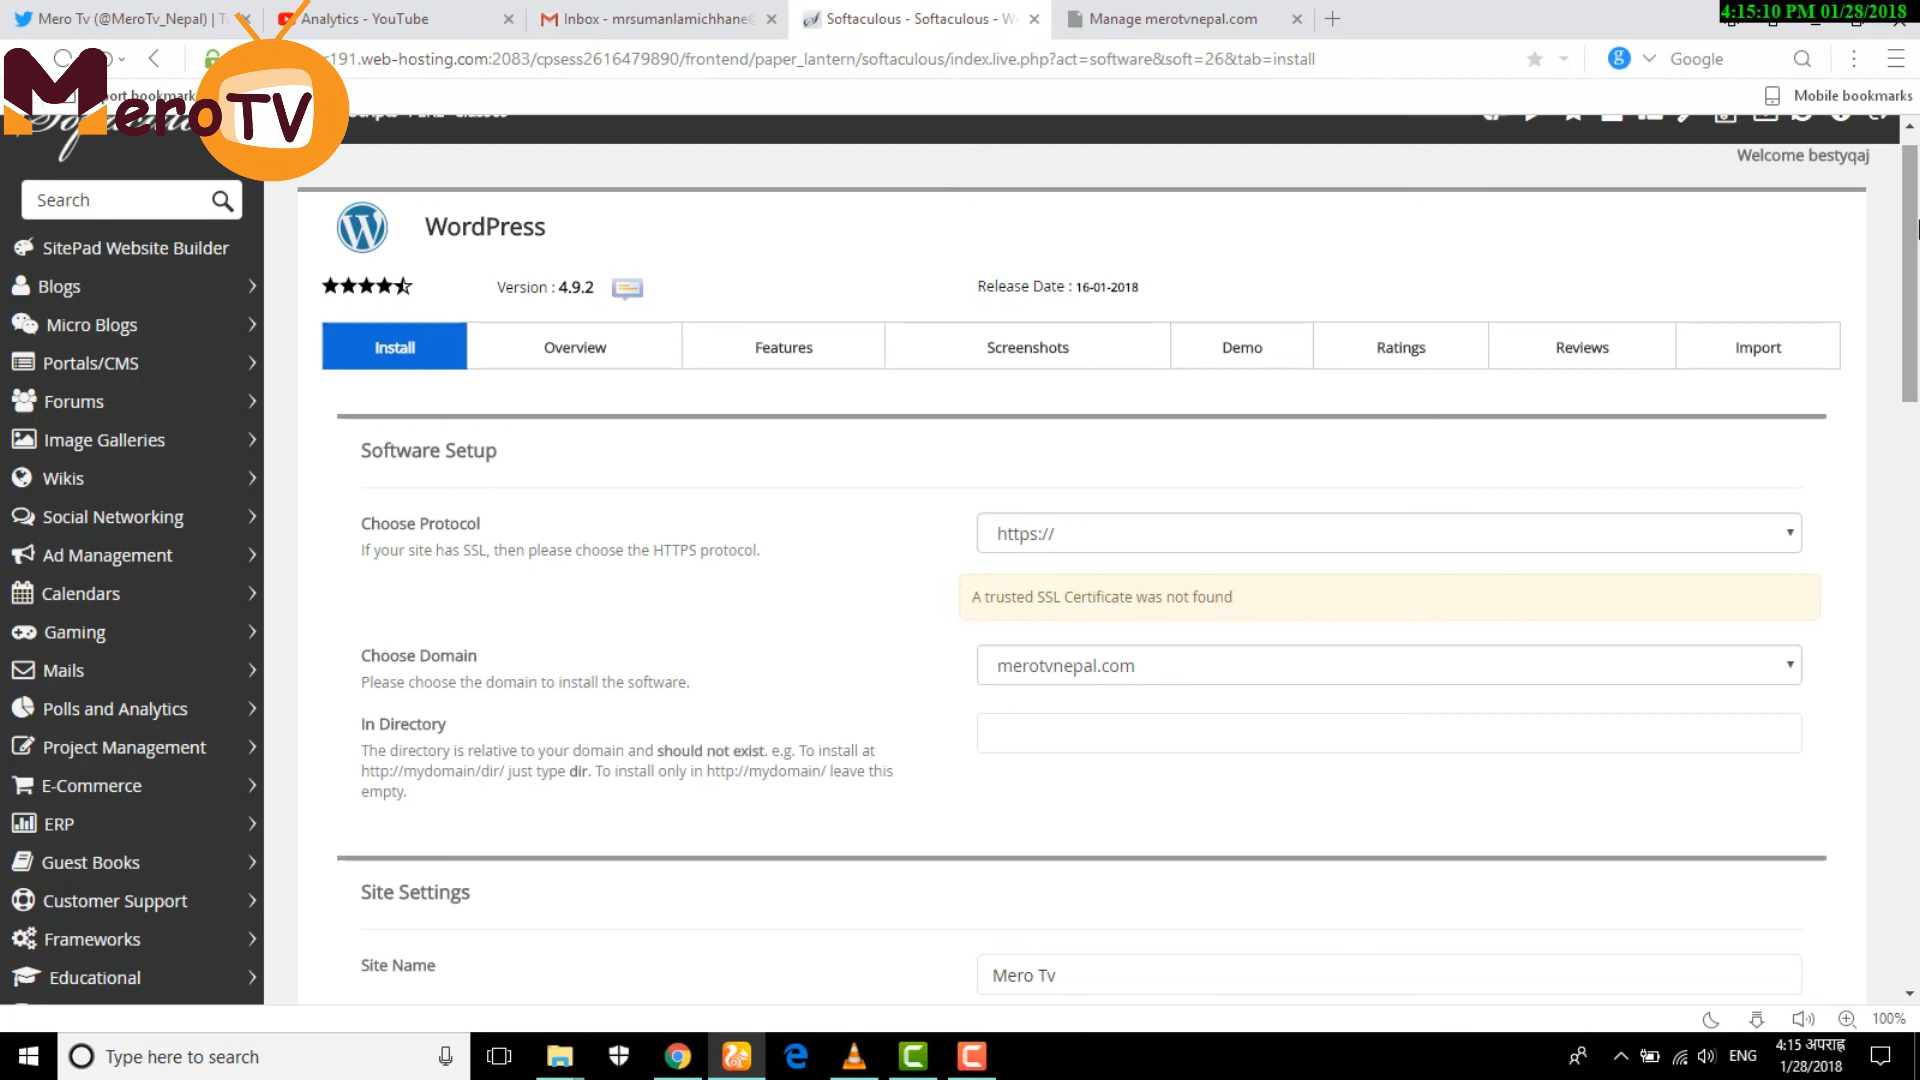 Mero Tv (@MeroTv_Nepal) | T
Analytics - YouTube
Inbox - mrsumanlamichhane@
Softaculous - Softaculous - W
Manage merotvnepal.com
4:15:10 PM 01/28/2018
191.web-hosting.com:2083/cpsess2616479890/frontend/paper_lantern/softaculous/index.live.php?act=software&soft=26&tab=install
Google
MeroTV
Mobile bookmarks
Welcome bestyqaj
Search
SitePad Website Builder
Blogs
Micro Blogs
Portals/CMS
Forums
Image Galleries
Wikis
Social Networking
Ad Management
Calendars
Gaming
Mails
Polls and Analytics
Project Management
E-Commerce
ERP
Guest Books
Customer Support
Frameworks
Educational
WordPress
Version : 4.9.2
Release Date : 16-01-2018
Install
Overview
Features
Screenshots
Demo
Ratings
Reviews
Import
Software Setup
Choose Protocol
If your site has SSL, then please choose the HTTPS protocol.
https://
A trusted SSL Certificate was not found
Choose Domain
Please choose the domain to install the software.
merotvnepal.com
In Directory
The directory is relative to your domain and should not exist. e.g. To install at
http://mydomain/dir/ just type dir. To install only in http://mydomain/ leave this
empty.
Site Settings
Site Name
Mero Tv
100%
Type here to search
ENG
4:15 अपराह्न
1/28/2018